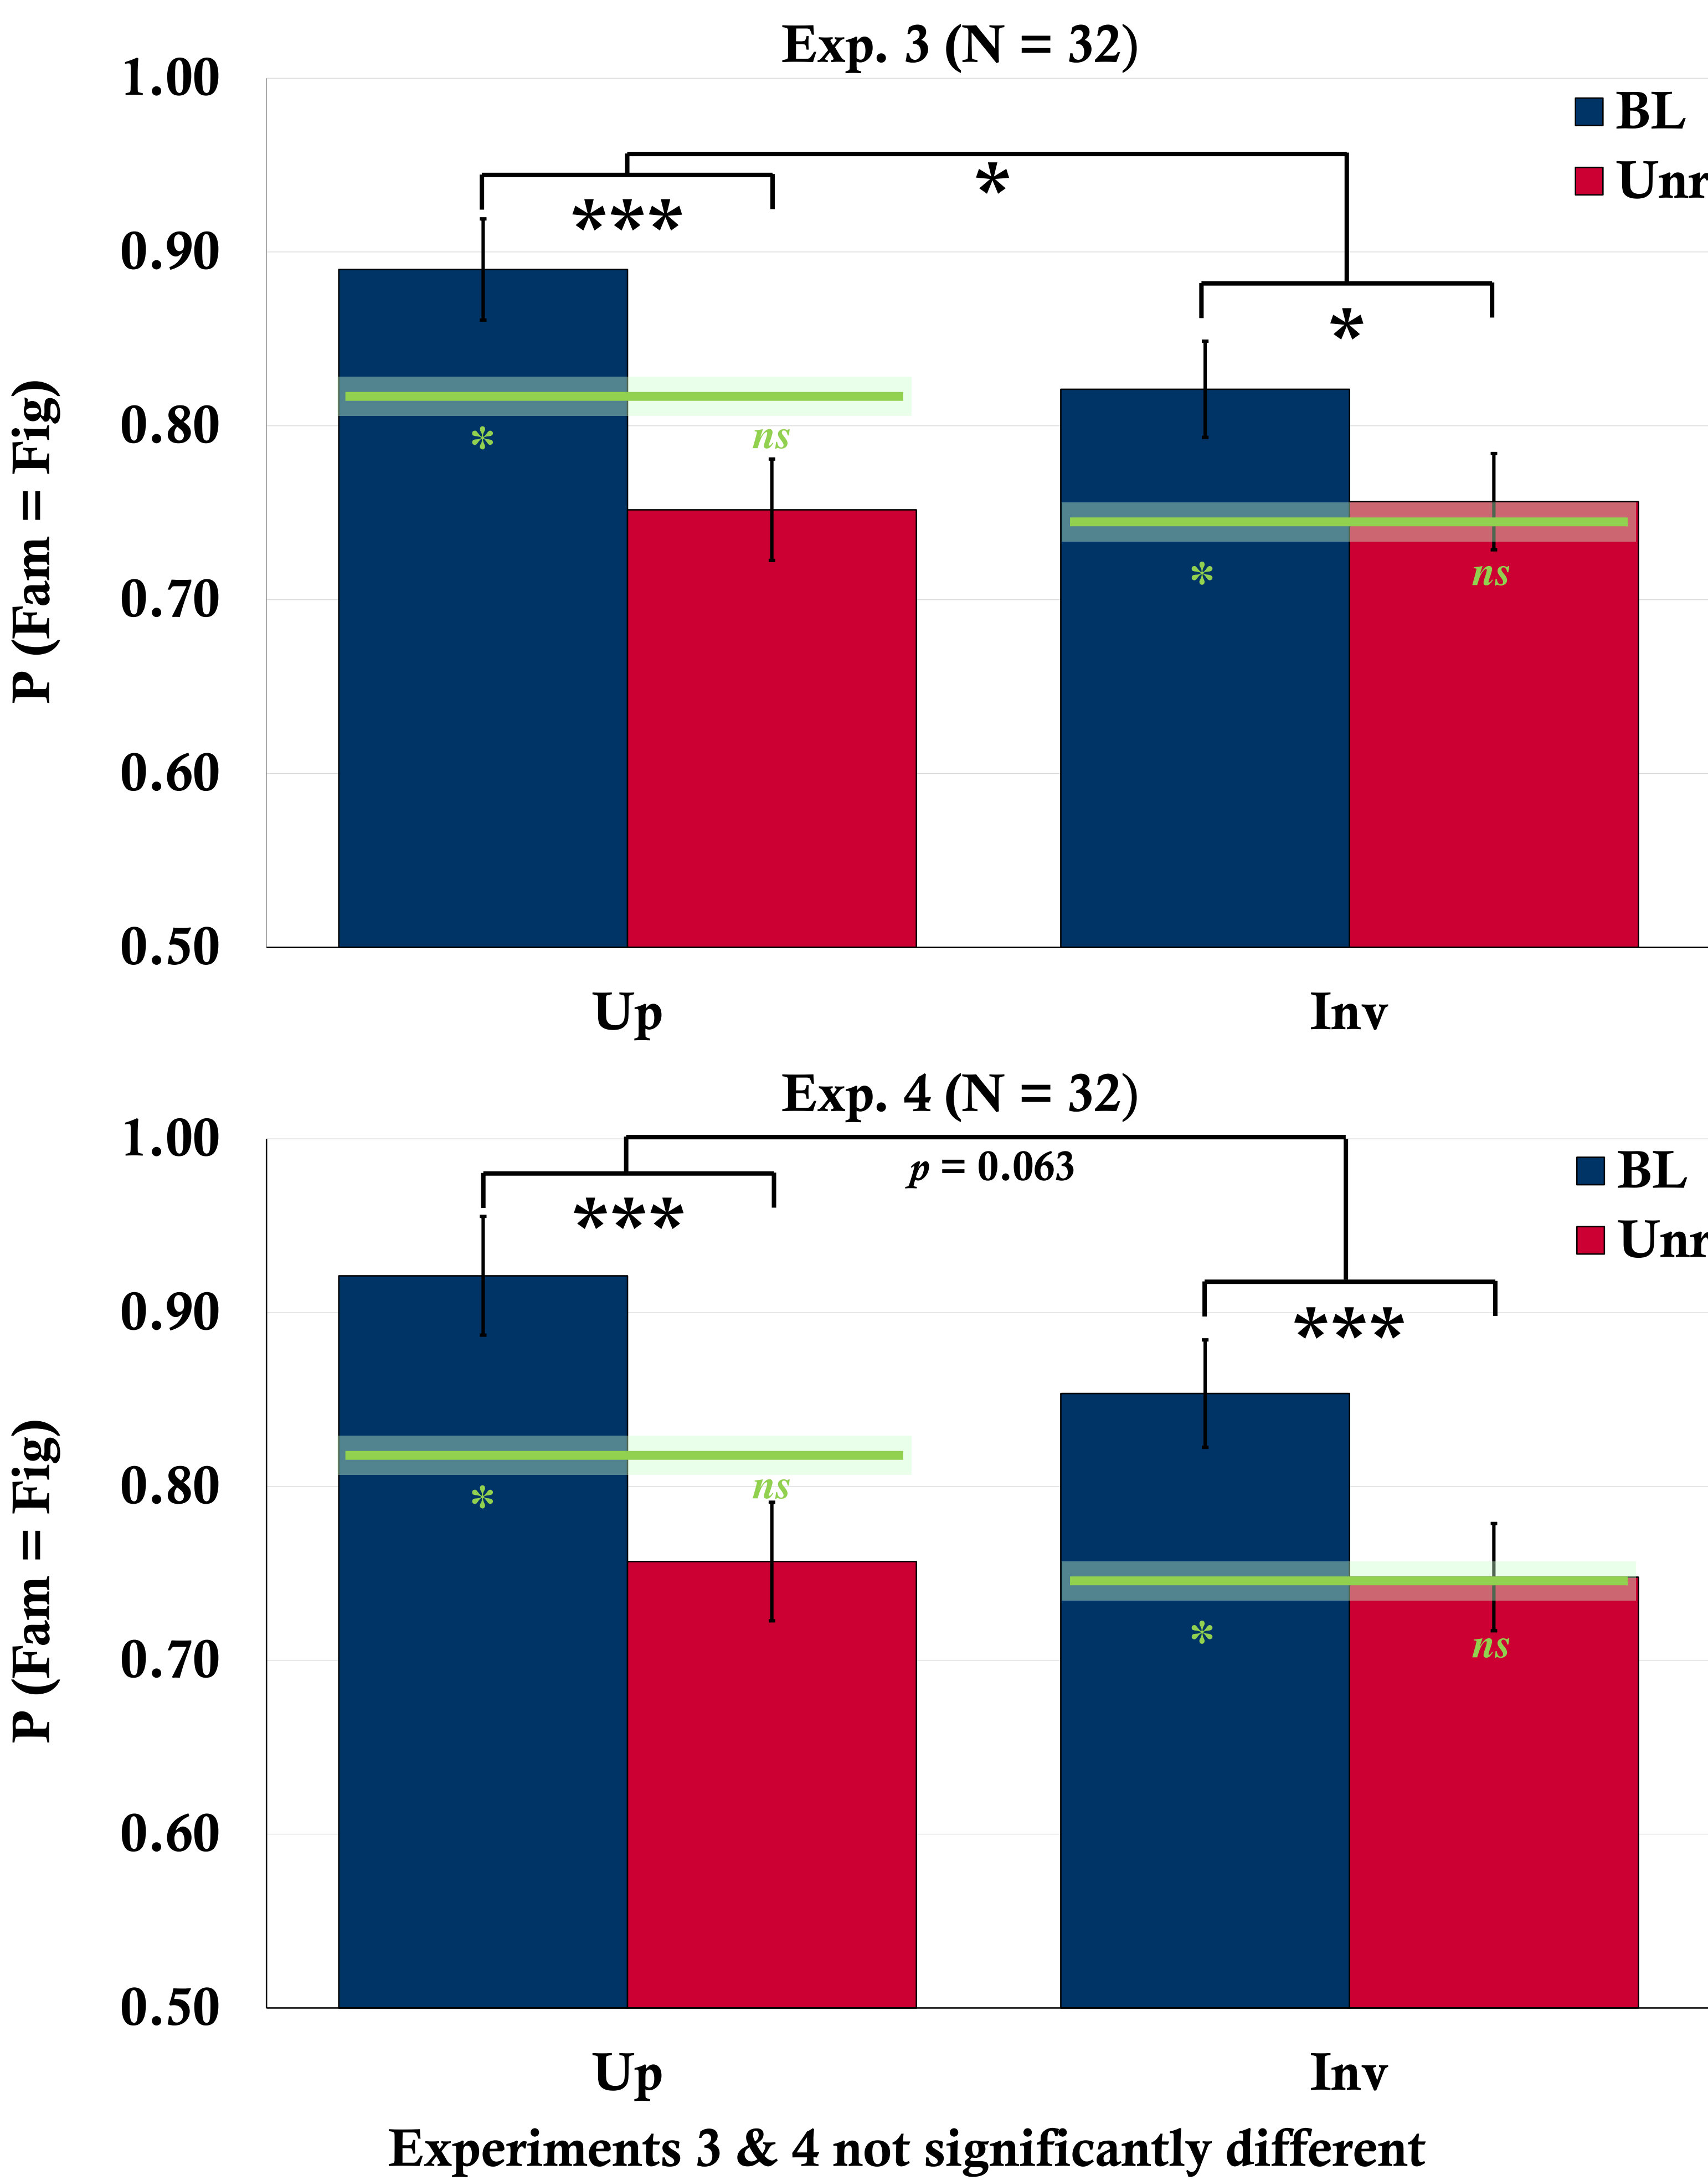 Exp. 3 (N = 32)
1.00
BL
*
Unr
***
0.90
*
P (Fam = Fig)
0.80
* ns
0.70
* ns
0.60
0.50
Up Inv
Exp. 4 (N = 32)
1.00
p = 0.063
BL
***
Unr
0.90
***
P (Fam = Fig)
0.80
* ns
0.70
* ns
0.60
0.50
Up Inv
Experiments 3 & 4 not significantly different